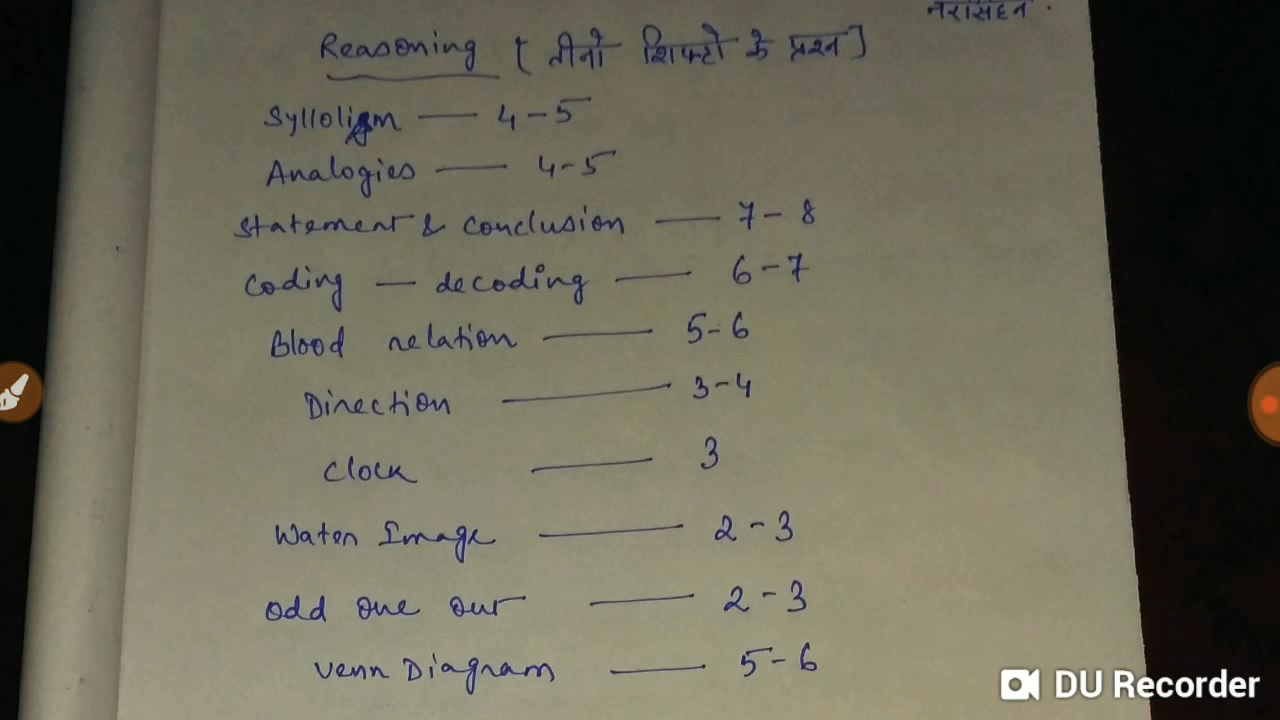 Reasoning [ तीनो शिफ्टो के प्रश्न ]
Syllolism — 4-5
Analogies — 4-5
Statement & conclusion — 7-8
Coding — decoding — 6-7
Blood relation — 5-6
Direction — 3-4
Clock — 3
Water Image — 2-3
Odd one out — 2-3
Venn Diagram — 5-6
DU Recorder